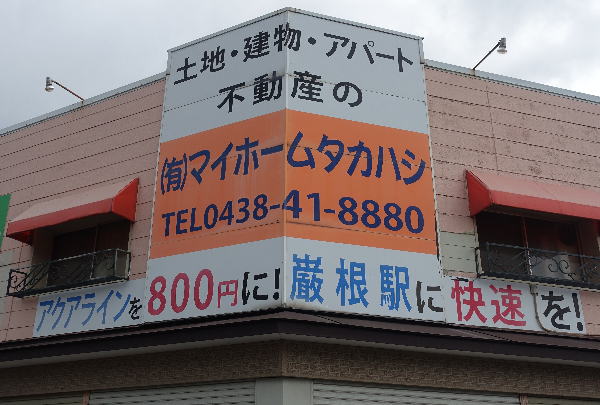 土地・建物・アパート
不動産の
(有)マイホームタカハシ
TEL0438-41-8880
アクアラインを800円に!巌根駅に快速を!